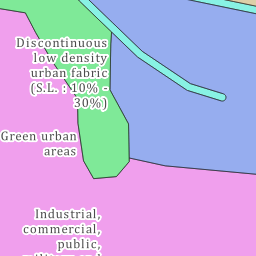 Discontinuous
low density
urban fabric
(S.L. : 10% -
30%)
Green urban
areas
Industrial,
commercial,
public,